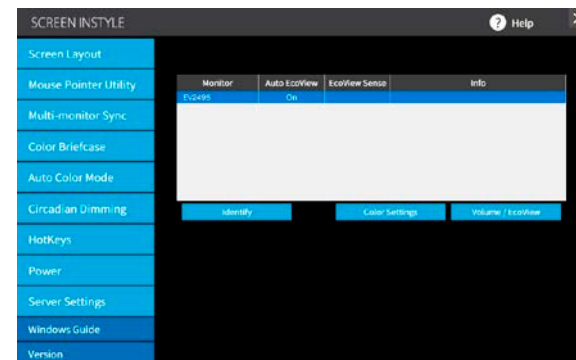 SCREEN INSTYLE
? Help
Screen Layout
Mouse Pointer Utility
Multi-monitor Sync
Color Briefcase
Auto Color Mode
Circadian Dimming
HotKeys
Power
Server Settings
Windows Guide
Version
Monitor Auto EcoView EcoView Sense Info
EV2495 On
Identify Color Settings Volume / EcoView